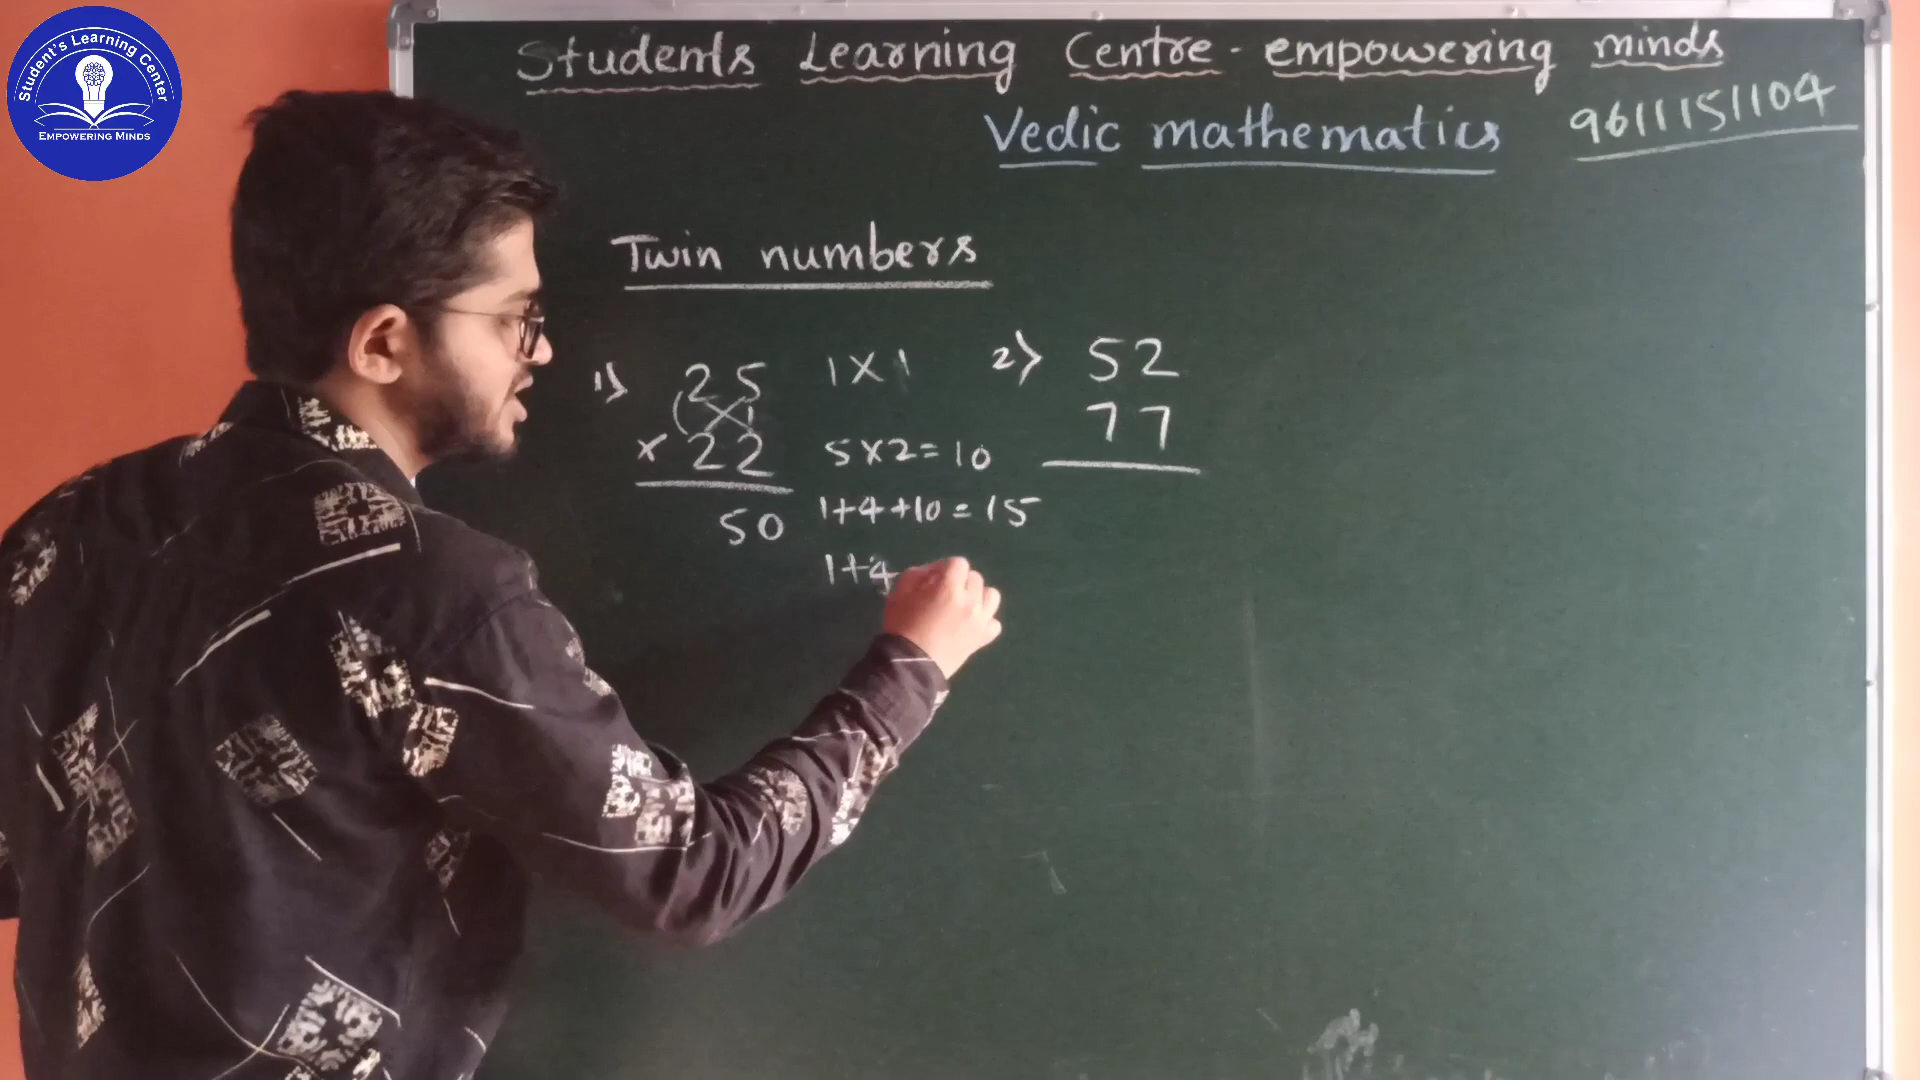 Student's Learning Center
EMPOWERING MINDS
Students Learning Centre - empowering minds
Vedic mathematics
9611151104
Twin numbers
1) 25
× 22
50
1 × 1
5 × 2 = 10
1 + 4 + 10 = 15
1 + 4
2) 52
77